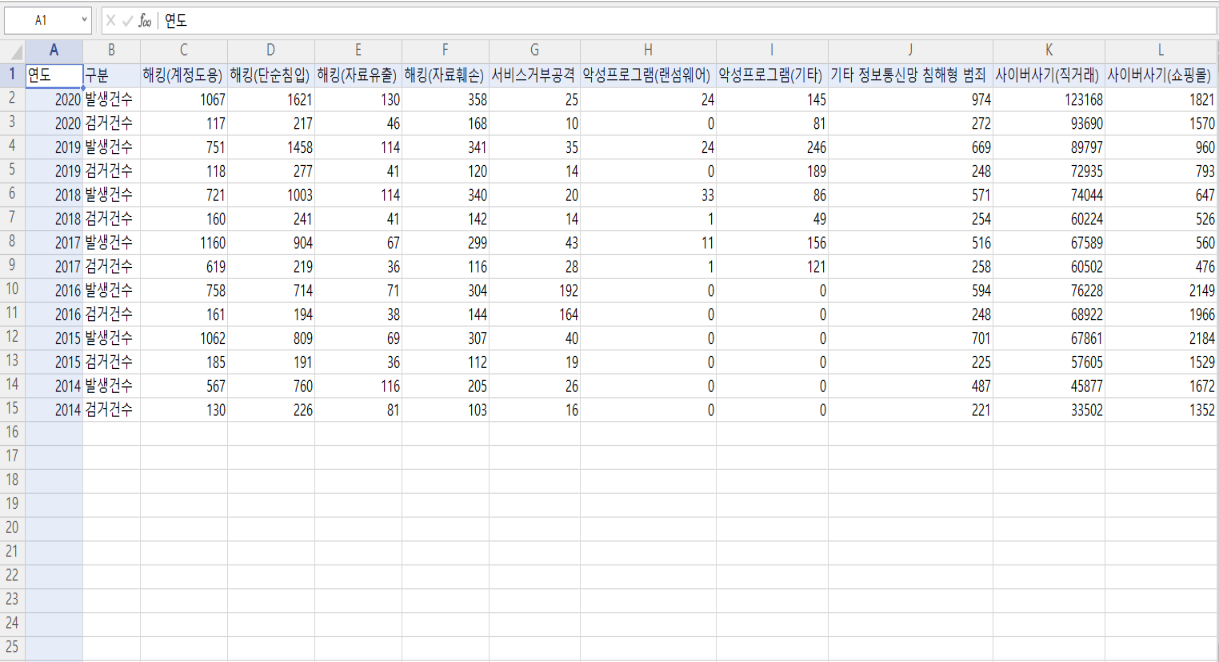 A1 fx 연도
A B C D E F G H I J K L
1 연도 구분 해킹(계정도용) 해킹(단순침입) 해킹(자료유출) 해킹(자료훼손) 서비스거부공격 악성프로그램(랜섬웨어) 악성프로그램(기타) 기타 정보통신망 침해형 범죄 사이버사기(직거래) 사이버사기(쇼핑몰)
2 2020 발생건수 1067 1621 130 358 25 24 145 974 123168 1821
3 2020 검거건수 117 217 46 168 10 0 81 272 93690 1570
4 2019 발생건수 751 1458 114 341 35 24 246 669 89797 960
5 2019 검거건수 118 277 41 120 14 0 189 248 72935 793
6 2018 발생건수 721 1003 114 340 20 33 86 571 74044 647
7 2018 검거건수 160 241 41 142 14 1 49 254 60224 526
8 2017 발생건수 1160 904 67 299 43 11 156 516 67589 560
9 2017 검거건수 619 219 36 116 28 1 121 258 60502 476
10 2016 발생건수 758 714 71 304 192 0 0 594 76228 2149
11 2016 검거건수 161 194 38 144 164 0 0 248 68922 1966
12 2015 발생건수 1062 809 69 307 40 0 0 701 67861 2184
13 2015 검거건수 185 191 36 112 19 0 0 225 57605 1529
14 2014 발생건수 567 760 116 205 26 0 0 487 45877 1672
15 2014 검거건수 130 226 81 103 16 0 0 221 33502 1352
16
17
18
19
20
21
22
23
24
25